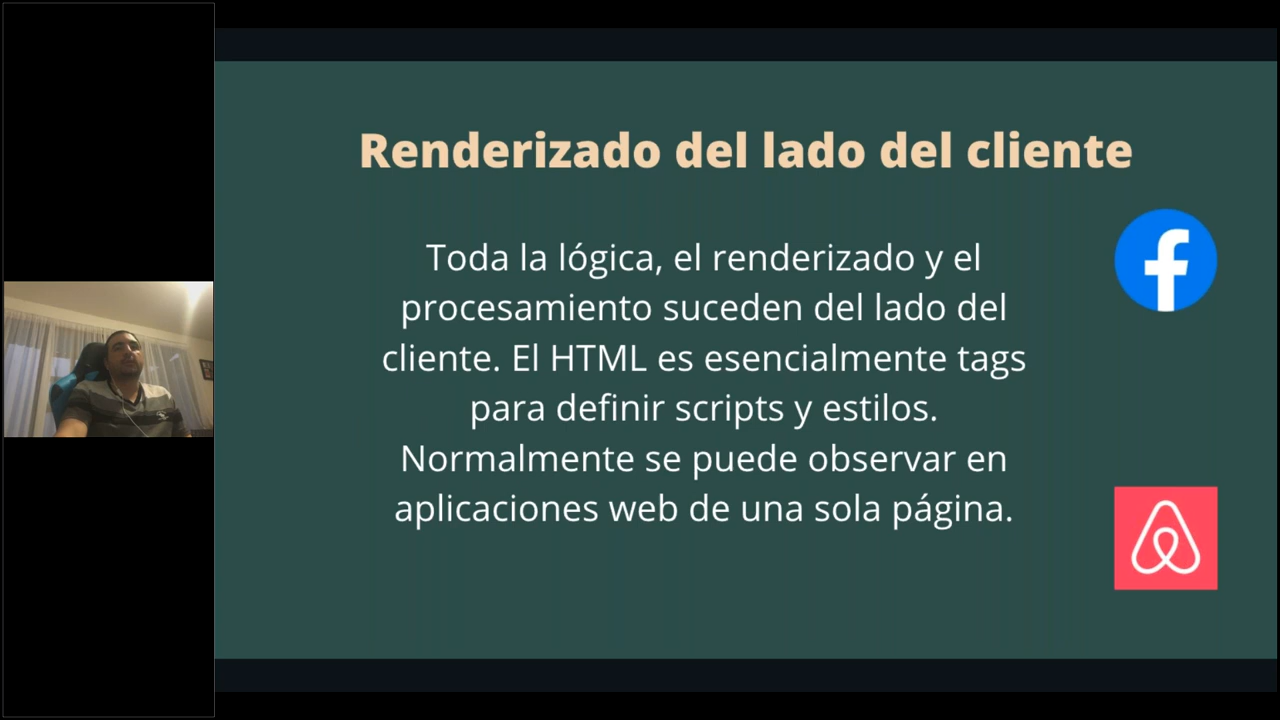 Renderizado del lado del cliente
Toda la lógica, el renderizado y el
procesamiento suceden del lado del
cliente. El HTML es esencialmente tags
para definir scripts y estilos.
Normalmente se puede observar en
aplicaciones web de una sola página.